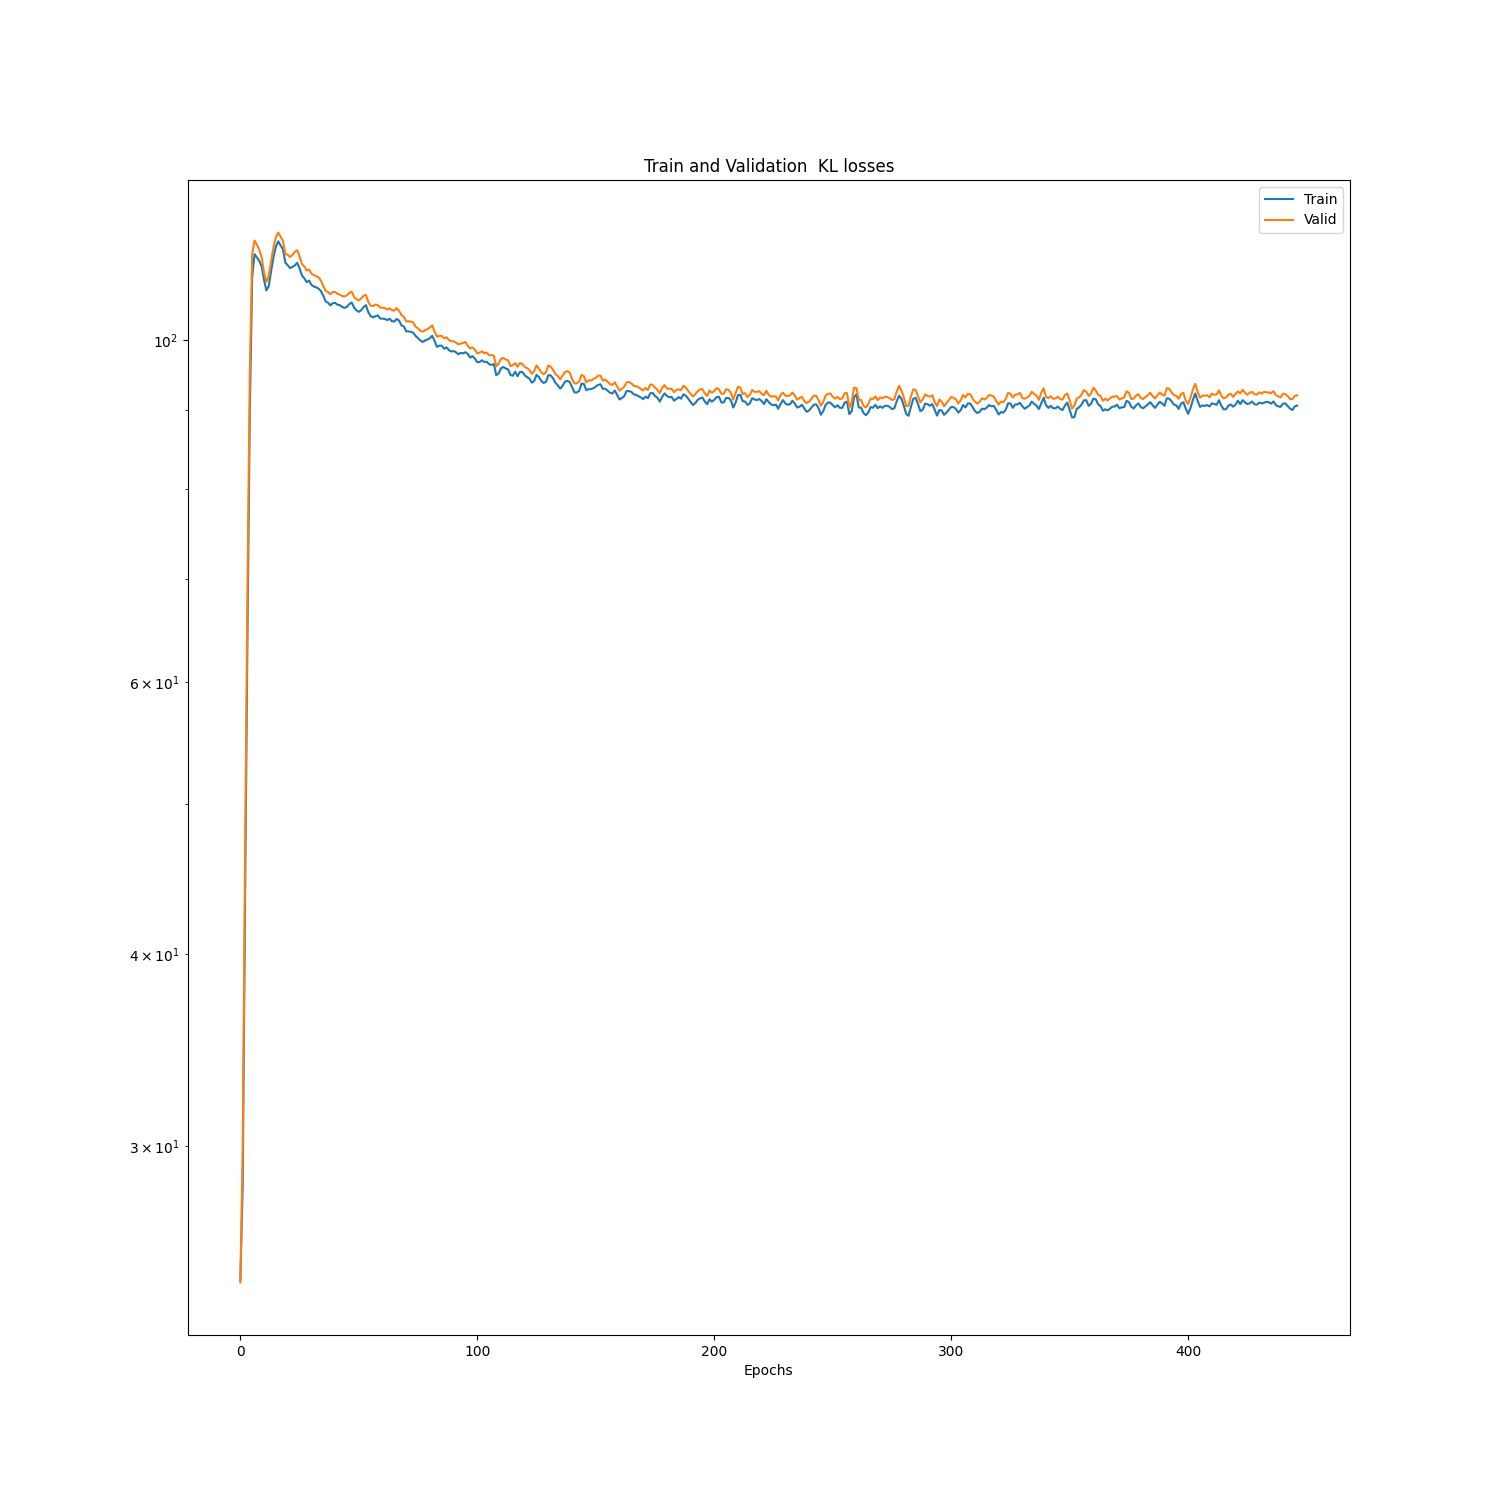 Train and Validation  KL losses
Train
Valid
10²
6 × 10¹
4 × 10¹
3 × 10¹
0 100 200 300 400
Epochs